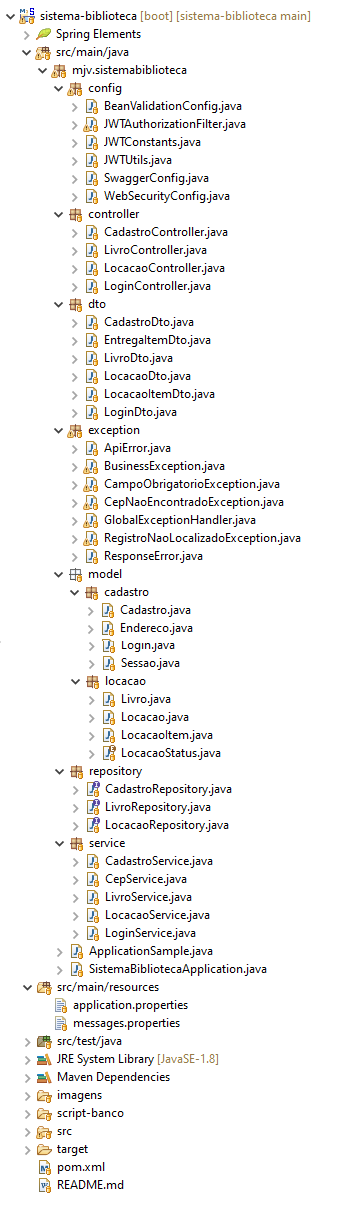 sistema-biblioteca [boot] [sistema-biblioteca main]
Spring Elements
src/main/java
mjv.sistemabiblioteca
config
BeanValidationConfig.java
JWTAuthorizationFilter.java
JWTConstants.java
JWTUtils.java
SwaggerConfig.java
WebSecurityConfig.java
controller
CadastroController.java
LivroController.java
LocacaoController.java
LoginController.java
dto
CadastroDto.java
EntregaItemDto.java
LivroDto.java
LocacaoDto.java
LocacaoItemDto.java
LoginDto.java
exception
ApiError.java
BusinessException.java
CampoObrigatorioException.java
CepNaoEncontradoException.java
GlobalExceptionHandler.java
RegistroNaoLocalizadoException.java
ResponseError.java
model
cadastro
Cadastro.java
Endereco.java
Login.java
Sessao.java
locacao
Livro.java
Locacao.java
LocacaoItem.java
LocacaoStatus.java
repository
CadastroRepository.java
LivroRepository.java
LocacaoRepository.java
service
CadastroService.java
CepService.java
LivroService.java
LocacaoService.java
LoginService.java
ApplicationSample.java
SistemaBibliotecaApplication.java
src/main/resources
application.properties
messages.properties
src/test/java
JRE System Library [JavaSE-1.8]
Maven Dependencies
imagens
script-banco
src
target
pom.xml
README.md